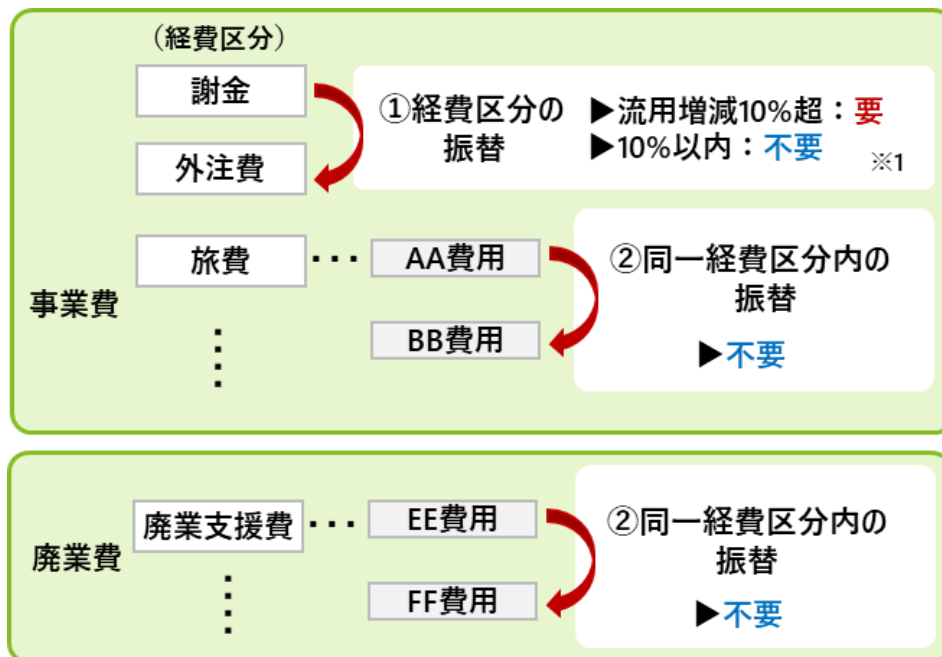 （経費区分）
謝金
①経費区分の
振替
▶流用増減10%超：要
▶10%以内：不要
※1
外注費
事業費
旅費
･･･
AA費用
BB費用
②同一経費区分内の
振替
▶不要
廃業費
廃業支援費
･･･
EE費用
FF費用
②同一経費区分内の
振替
▶不要